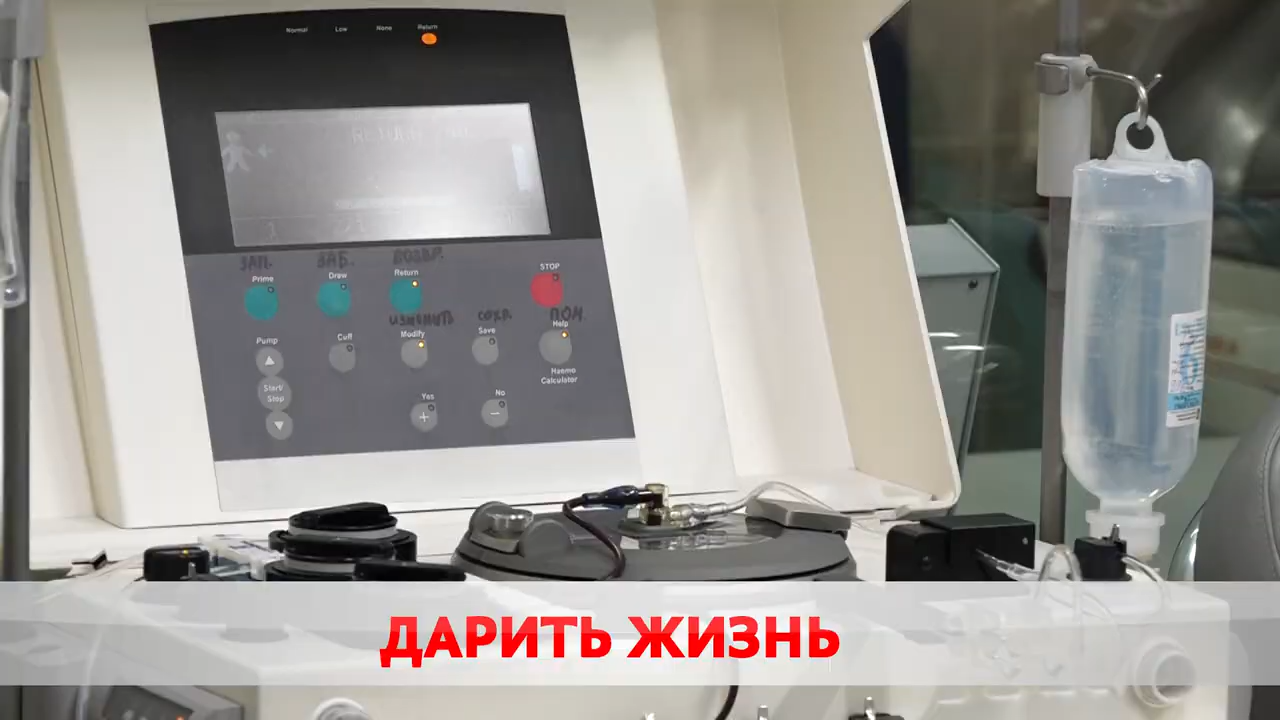 Normal Low None Return
ЗАП. ЗАБ. ВОЗВР.
Prime Draw Return STOP
ИЗМЕНИТЬ СОХР. ПОМ.
Pump Cuff Modify Save Help
Start/
Stop
Haemo
Calculator
Yes No
ДАРИТЬ ЖИЗНЬ